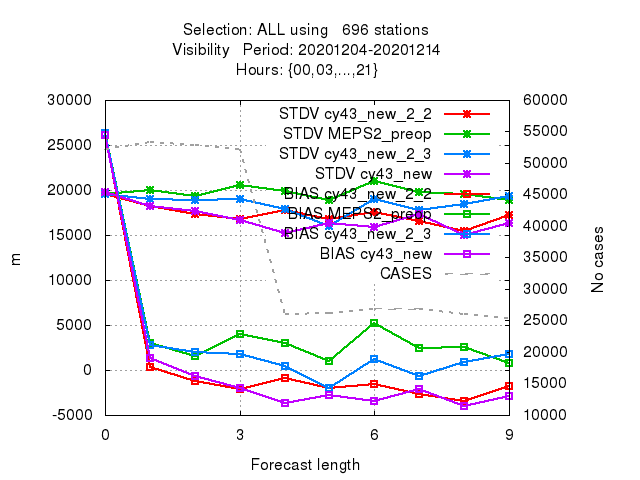 Selection: ALL using   696 stations
Visibility   Period: 20201204-20201214
Hours: {00,03,...,21}
30000
25000
20000
15000
10000
5000
0
-5000
m
60000
55000
50000
45000
40000
35000
30000
25000
20000
15000
10000
No cases
STDV cy43_new_2_2
STDV MEPS2_preop
STDV cy43_new_2_3
STDV cy43_new
BIAS cy43_new_2_2
BIAS MEPS2_preop
BIAS cy43_new_2_3
BIAS cy43_new
CASES
0
3
6
9
Forecast length